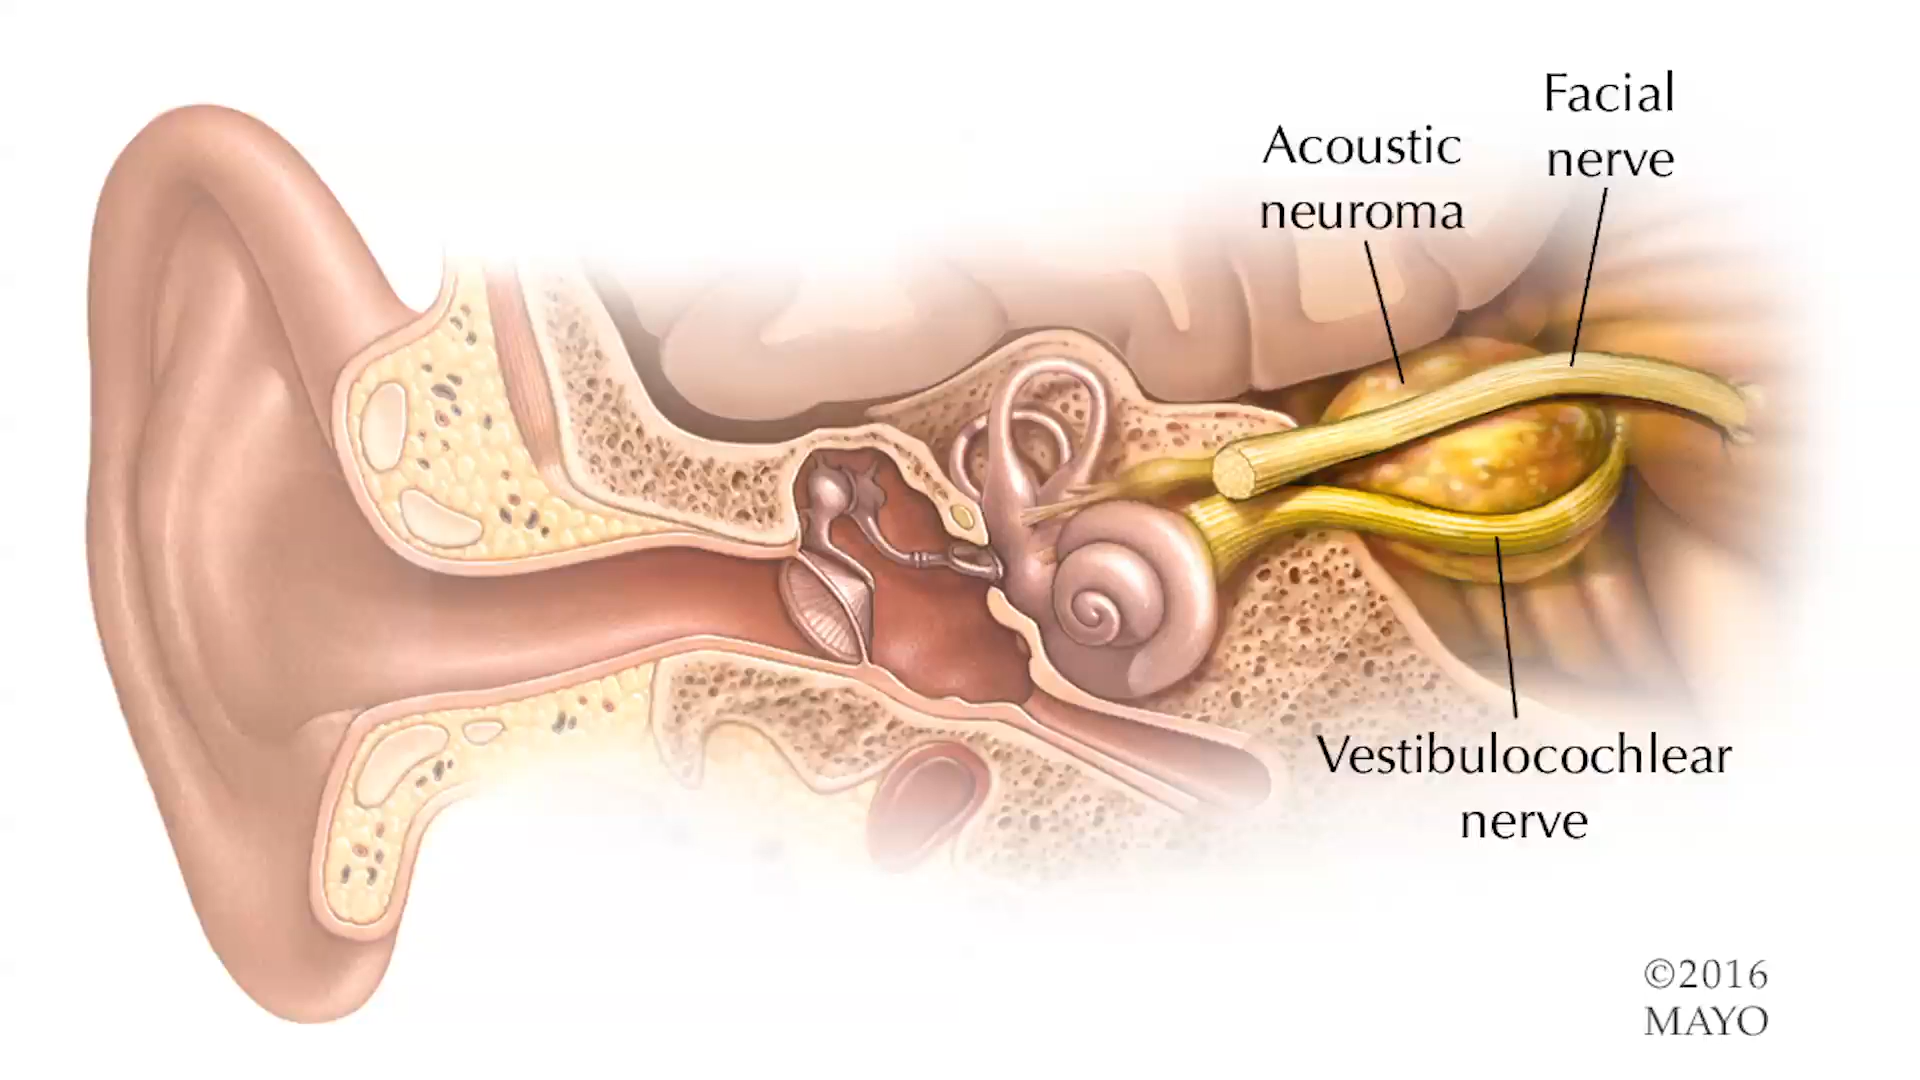 Facial
nerve
Acoustic
neuroma
Vestibulocochlear
nerve
©2016
MAYO